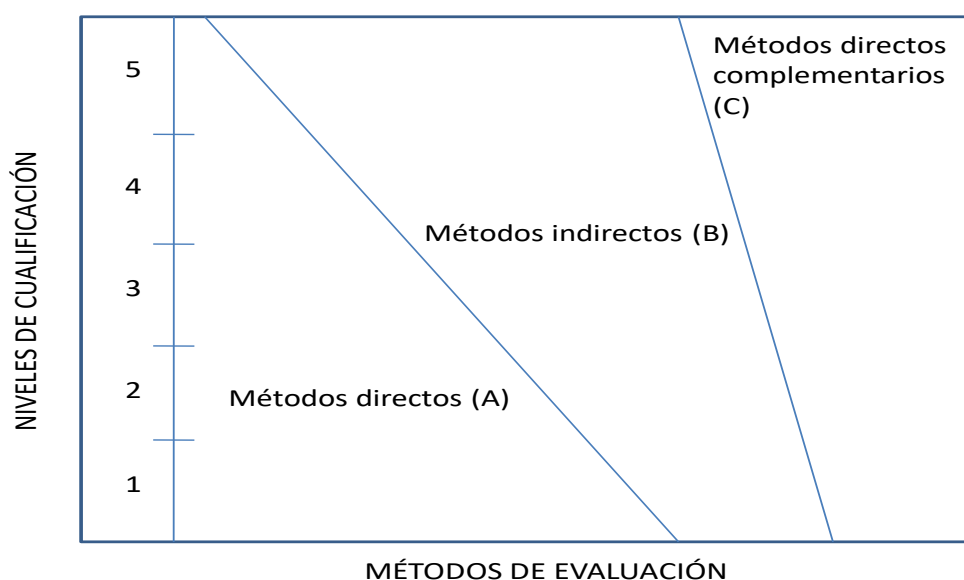 NIVELES DE CUALIFICACIÓN
5
4
3
2
1
Métodos directos
complementarios
(C)
Métodos indirectos (B)
Métodos directos (A)
MÉTODOS DE EVALUACIÓN